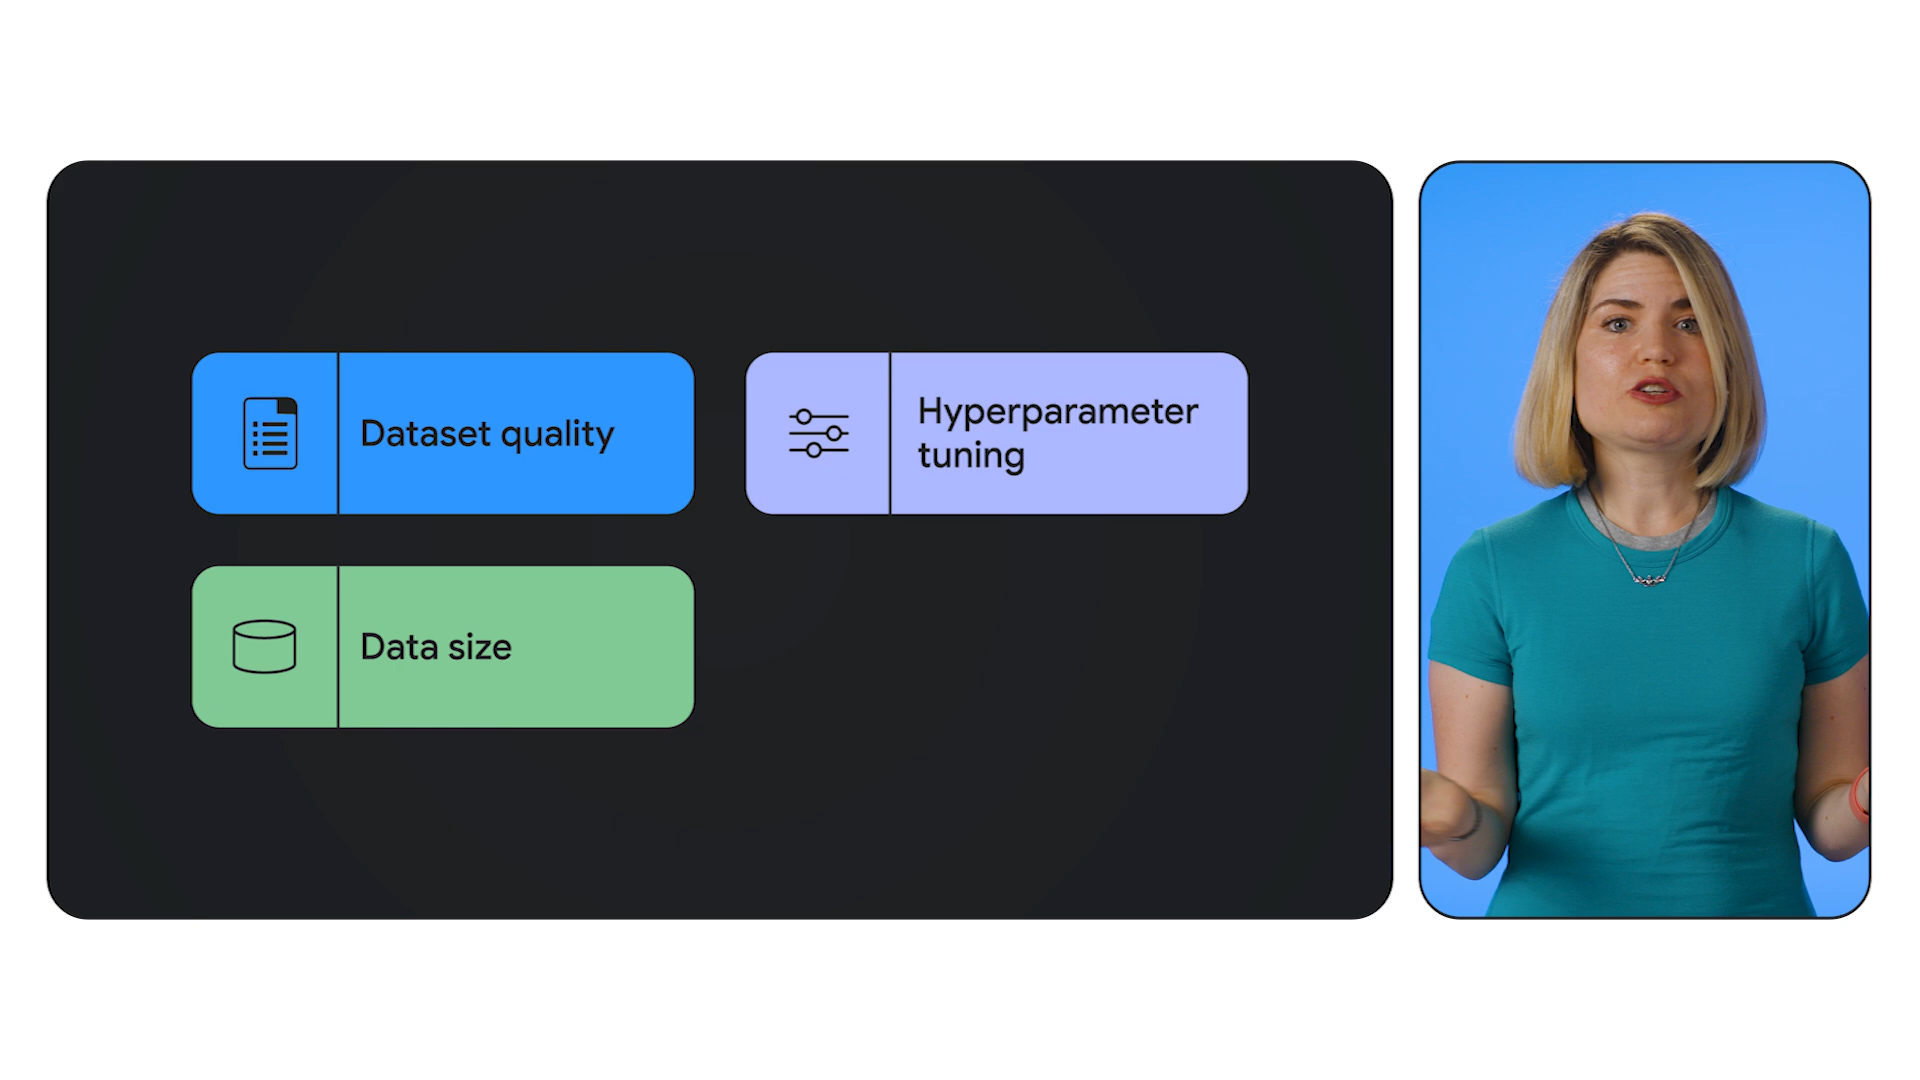 Dataset quality
Hyperparameter
tuning
Data size